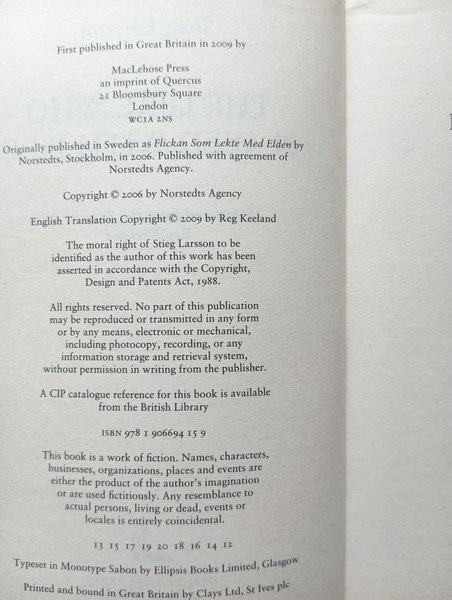 First published in Great Britain in 2009 by
MacLehose Press
an imprint of Quercus
21 Bloomsbury Square
London
WC1A 2NS
Originally published in Sweden as Flickan Som Lekte Med Elden by
Norstedts, Stockholm, in 2006. Published with agreement of
Norstedts Agency.
Copyright © 2006 by Norstedts Agency
English Translation Copyright © 2009 by Reg Keeland
The moral right of Stieg Larsson to be
identified as the author of this work has been
asserted in accordance with the Copyright,
Design and Patents Act, 1988.
All rights reserved. No part of this publication
may be reproduced or transmitted in any form
or by any means, electronic or mechanical,
including photocopy, recording, or any
information storage and retrieval system,
without permission in writing from the publisher.
A CIP catalogue reference for this book is available
from the British Library
ISBN 978 1 906694 15 9
This book is a work of fiction. Names, characters,
businesses, organizations, places and events are
either the product of the author's imagination
or are used fictitiously. Any resemblance to
actual persons, living or dead, events or
locales is entirely coincidental.
13 15 17 19 20 18 16 14 12
Typeset in Monotype Sabon by Ellipsis Books Limited, Glasgow
Printed and bound in Great Britain by Clays Ltd, St Ives plc